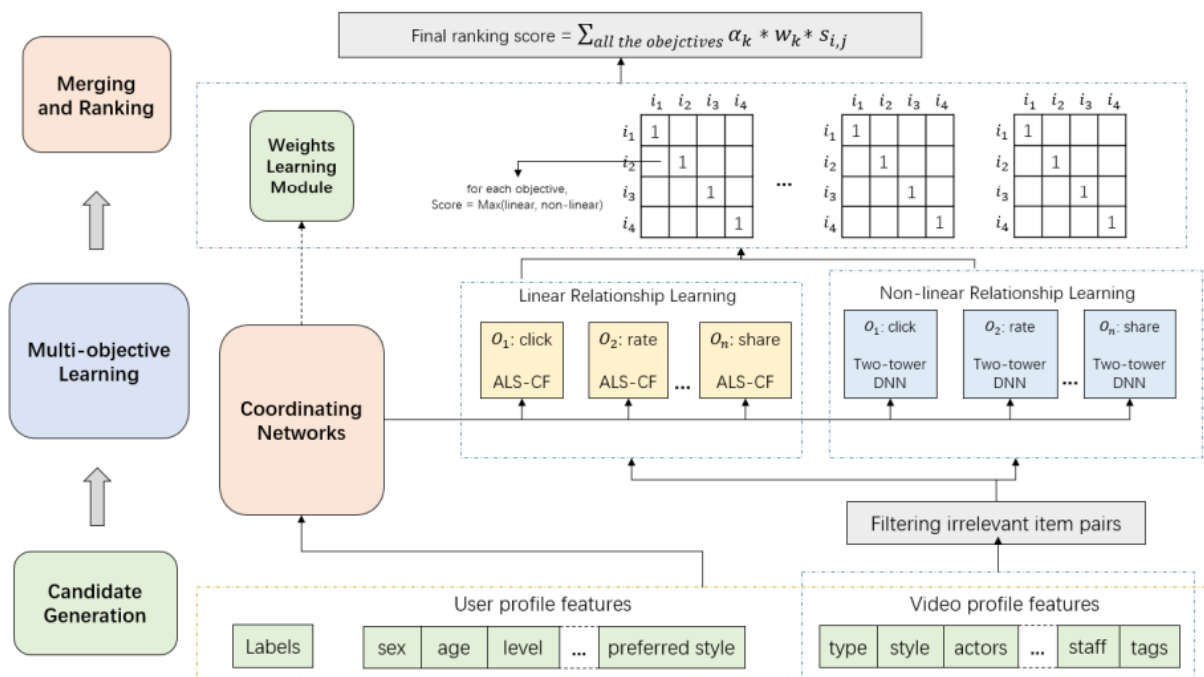 Final ranking score = ∑all the obejctives αk * wk * si,j
Merging
and Ranking
Weights
Learning
Module
for each objective,
Score = Max(linear, non-linear)
i1 i2 i3 i4
i1 1
i2 1
i3 1
i4 1
...
i1 i2 i3 i4
i1 1
i2 1
i3 1
i4 1
i1 i2 i3 i4
i1 1
i2 1
i3 1
i4 1
Multi-objective
Learning
Coordinating
Networks
Linear Relationship Learning
O1: click
ALS-CF
O2: rate
ALS-CF
...
On: share
ALS-CF
Non-linear Relationship Learning
O1: click
Two-tower
DNN
O2: rate
Two-tower
DNN
...
On: share
Two-tower
DNN
Filtering irrelevant item pairs
Candidate
Generation
User profile features
Labels
sex age level ... preferred style
Video profile features
type style actors ... staff tags